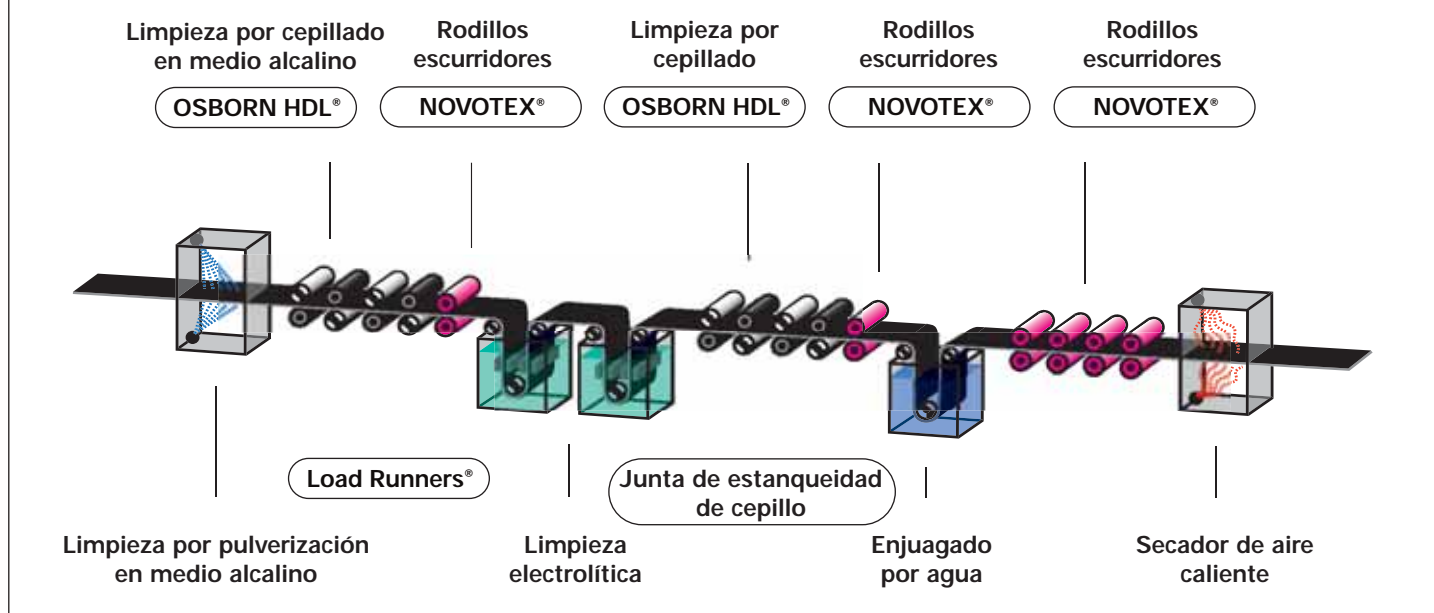 Limpieza por cepillado
en medio alcalino
OSBORN HDL®
Rodillos
escurridores
NOVOTEX®
Limpieza por
cepillado
OSBORN HDL®
Rodillos
escurridores
NOVOTEX®
Rodillos
escurridores
NOVOTEX®
Load Runners®
Junta de estanqueidad
de cepillo
Limpieza por pulverización
en medio alcalino
Limpieza
electrolítica
Enjuagado
por agua
Secador de aire
caliente